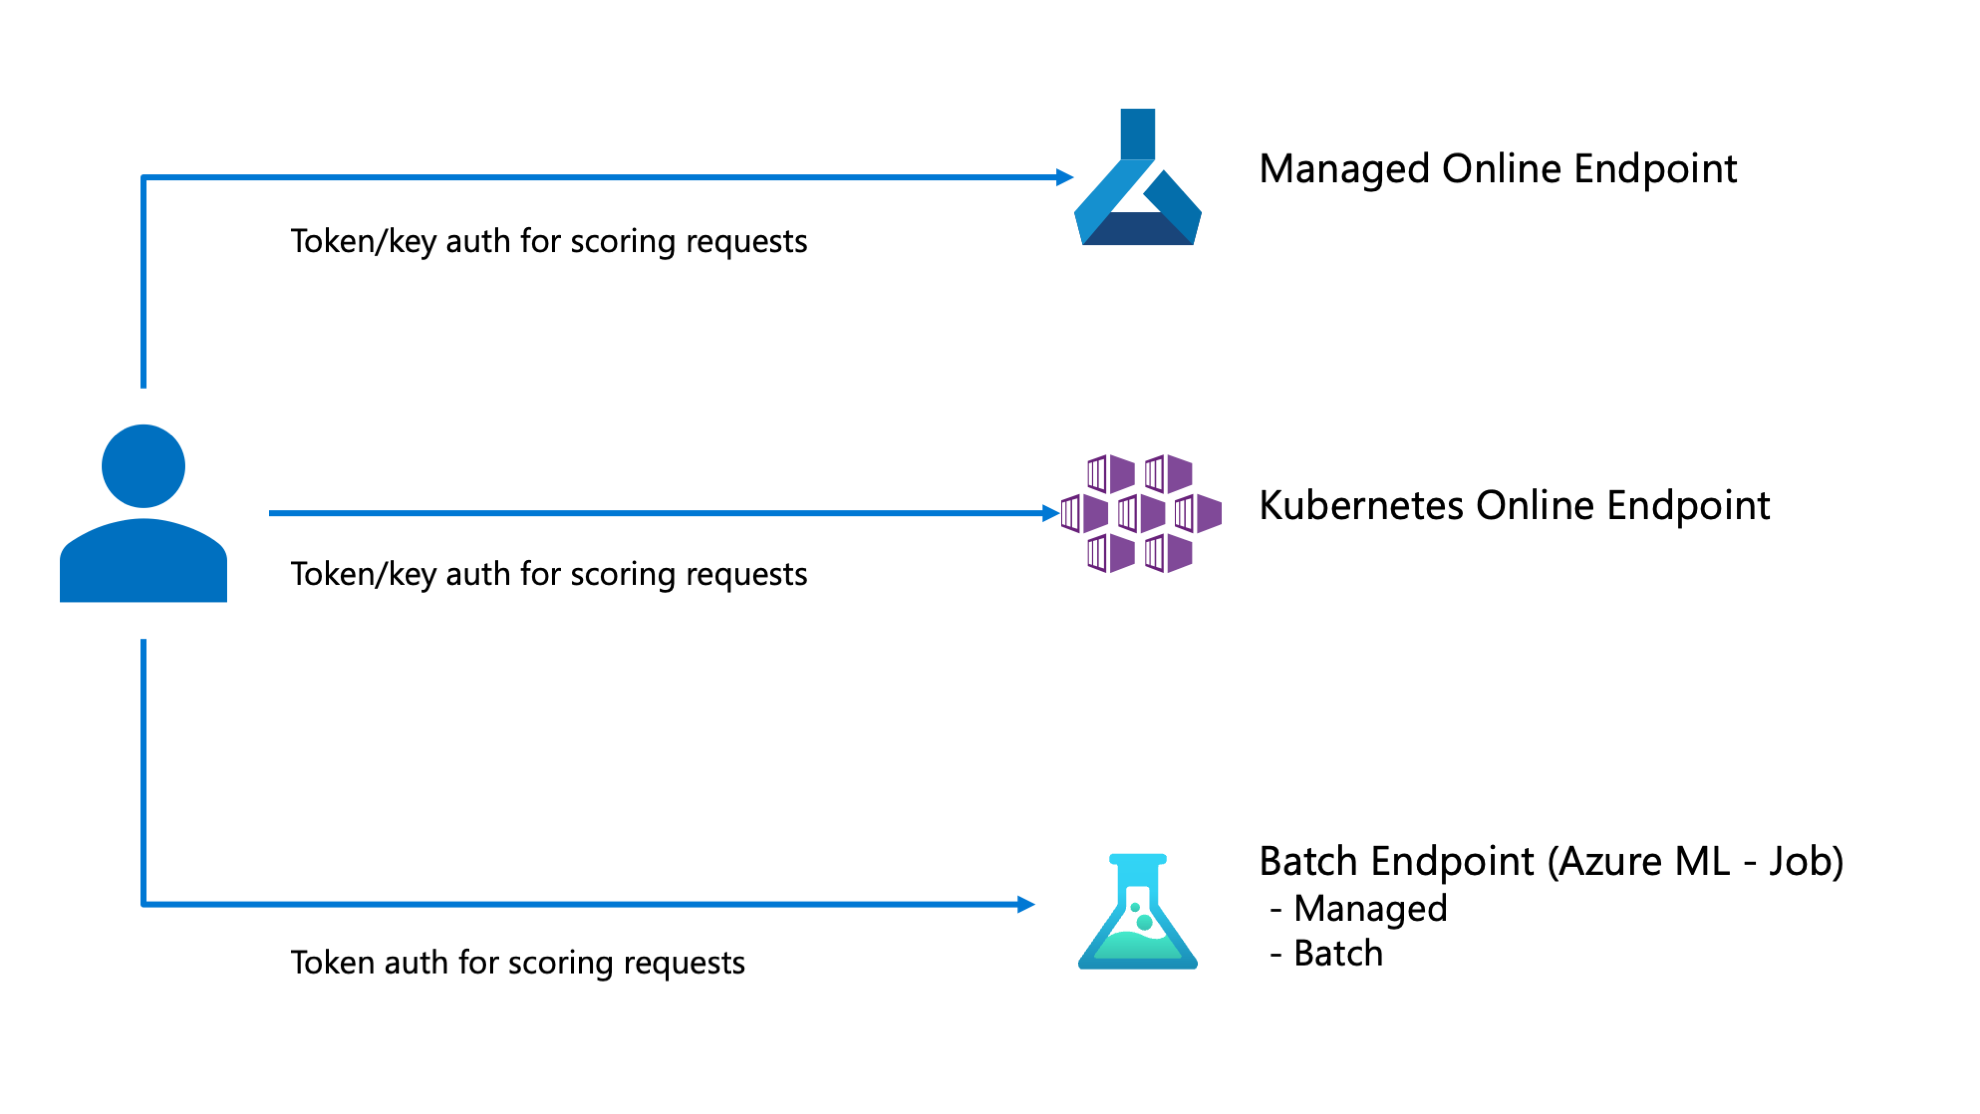 Managed Online Endpoint
Token/key auth for scoring requests
Kubernetes Online Endpoint
Token/key auth for scoring requests
Batch Endpoint (Azure ML - Job)
- Managed
- Batch
Token auth for scoring requests